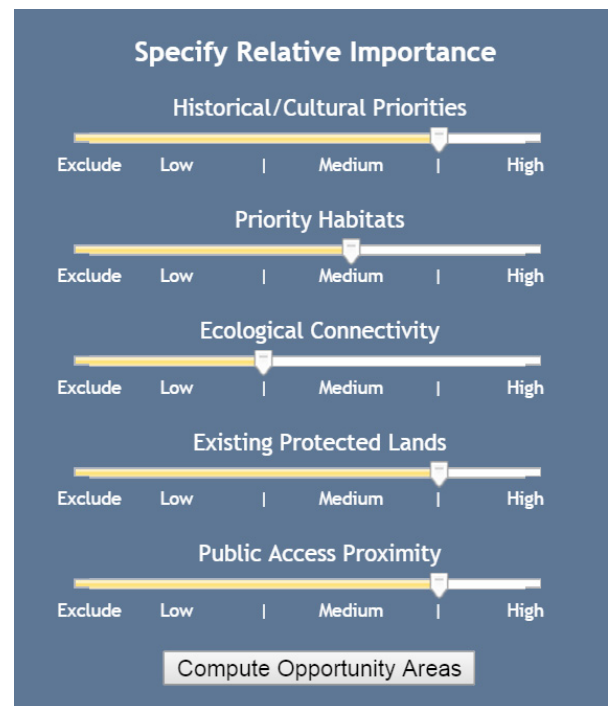 Specify Relative Importance
Historical/Cultural Priorities
Exclude Low | Medium | High
Priority Habitats
Exclude Low | Medium | High
Ecological Connectivity
Exclude Low | Medium | High
Existing Protected Lands
Exclude Low | Medium | High
Public Access Proximity
Exclude Low | Medium | High
Compute Opportunity Areas